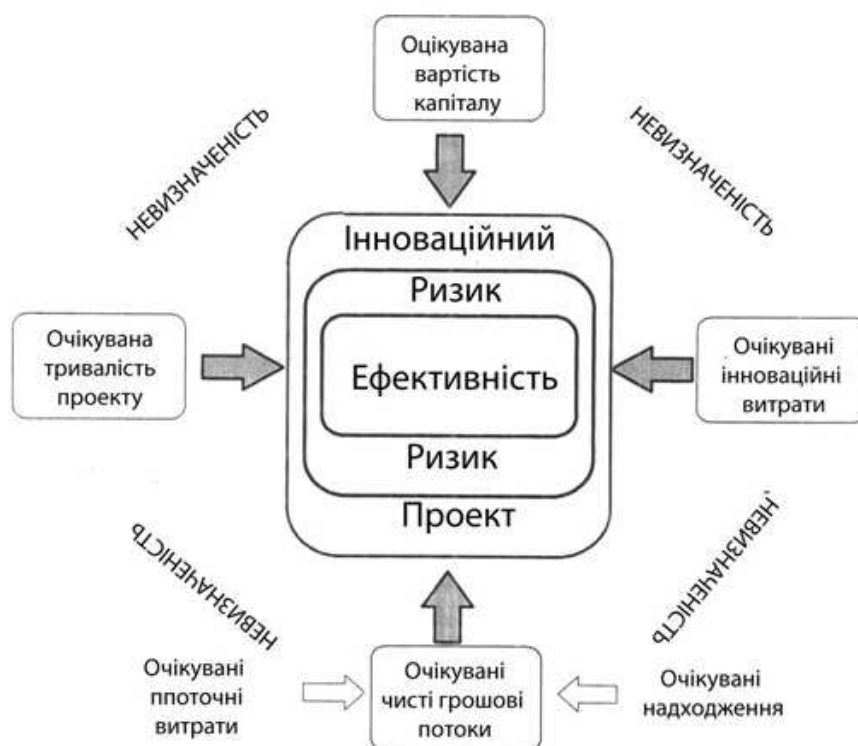 Оцікувана
вартість
капіталу
НЕВИЗНАЧЕНІСТЬ
НЕВИЗНАЧЕНІСТЬ
Інноваційний
Ризик
Очікувана
тривалість
проекту
Ефективність
Очікувані
інноваційні
витрати
Ризик
Проект
НЕВИЗНАЧЕНІСТЬ
НЕВИЗНАЧЕНІСТЬ
Очікувані
ппоточні
витрати
Очікувані
чисті грошові
потоки
Очікувані
надходження